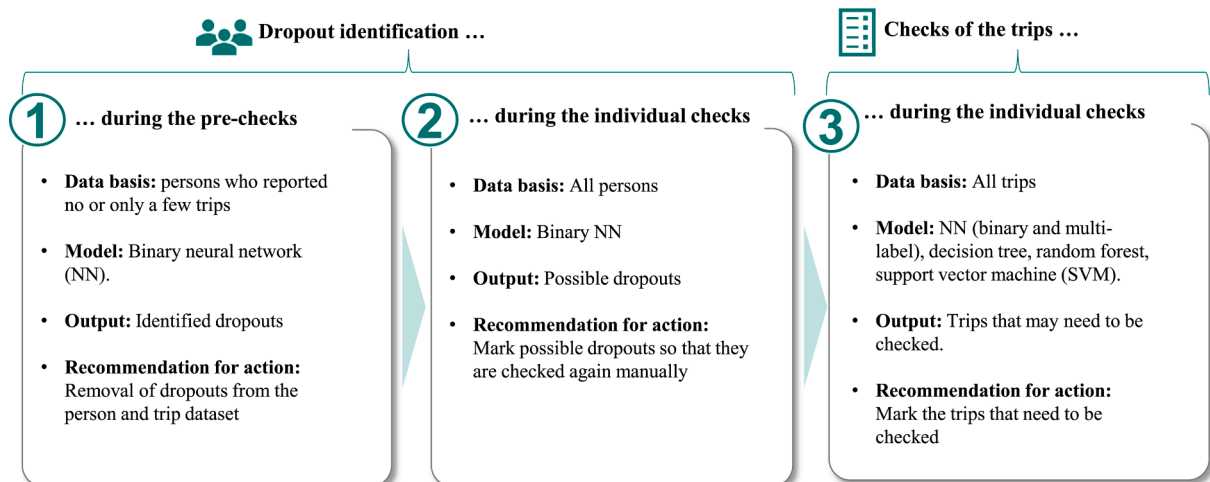 Dropout identification …
Checks of the trips …
1
… during the pre-checks
• Data basis: persons who reported
no or only a few trips
• Model: Binary neural network
(NN).
• Output: Identified dropouts
• Recommendation for action:
Removal of dropouts from the
person and trip dataset
2
… during the individual checks
• Data basis: All persons
• Model: Binary NN
• Output: Possible dropouts
• Recommendation for action:
Mark possible dropouts so that they
are checked again manually
3
… during the individual checks
• Data basis: All trips
• Model: NN (binary and multi-
label), decision tree, random forest,
support vector machine (SVM).
• Output: Trips that may need to be
checked.
• Recommendation for action:
Mark the trips that need to be
checked